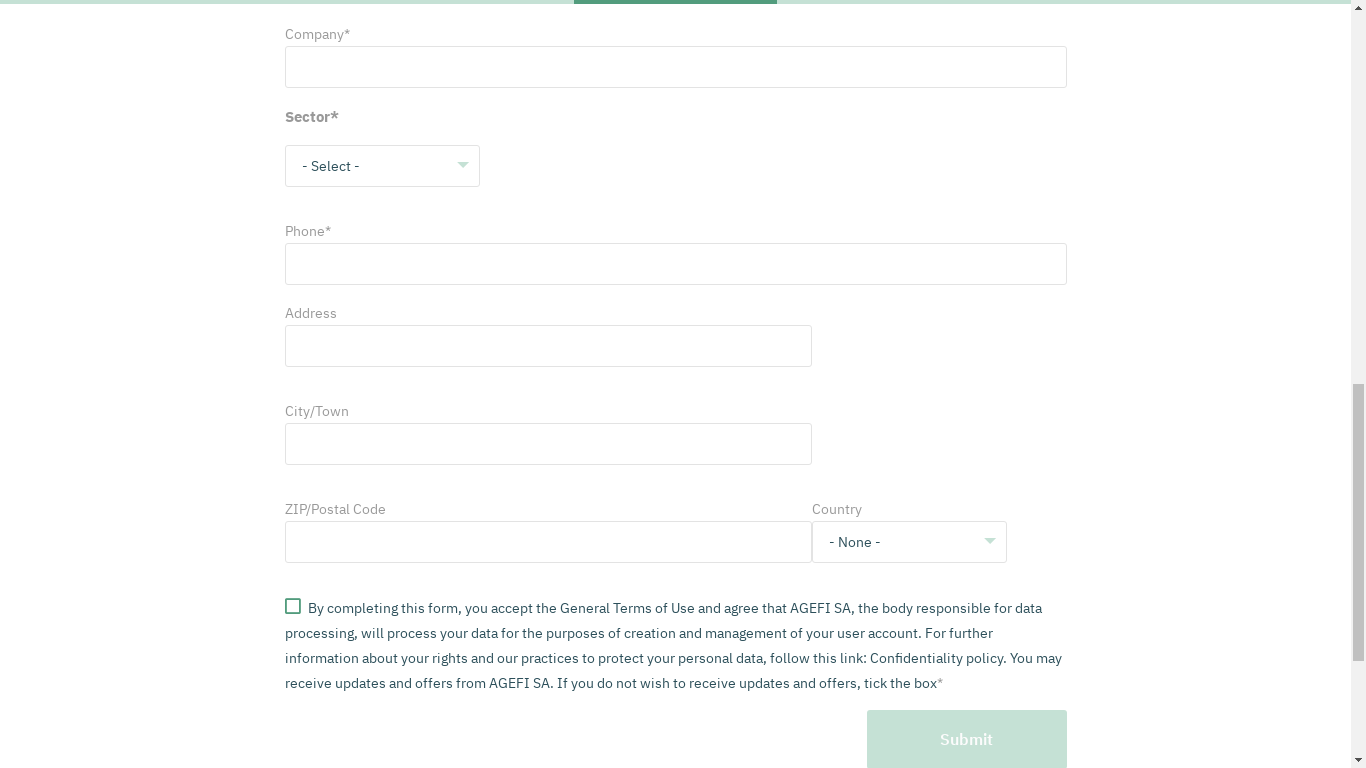 Company*
Sector*
- Select -
Phone*
Address
City/Town
ZIP/Postal Code
Country
- None -
By completing this form, you accept the General Terms of Use and agree that AGEFI SA, the body responsible for data
processing, will process your data for the purposes of creation and management of your user account. For further
information about your rights and our practices to protect your personal data, follow this link: Confidentiality policy. You may
receive updates and offers from AGEFI SA. If you do not wish to receive updates and offers, tick the box*
Submit